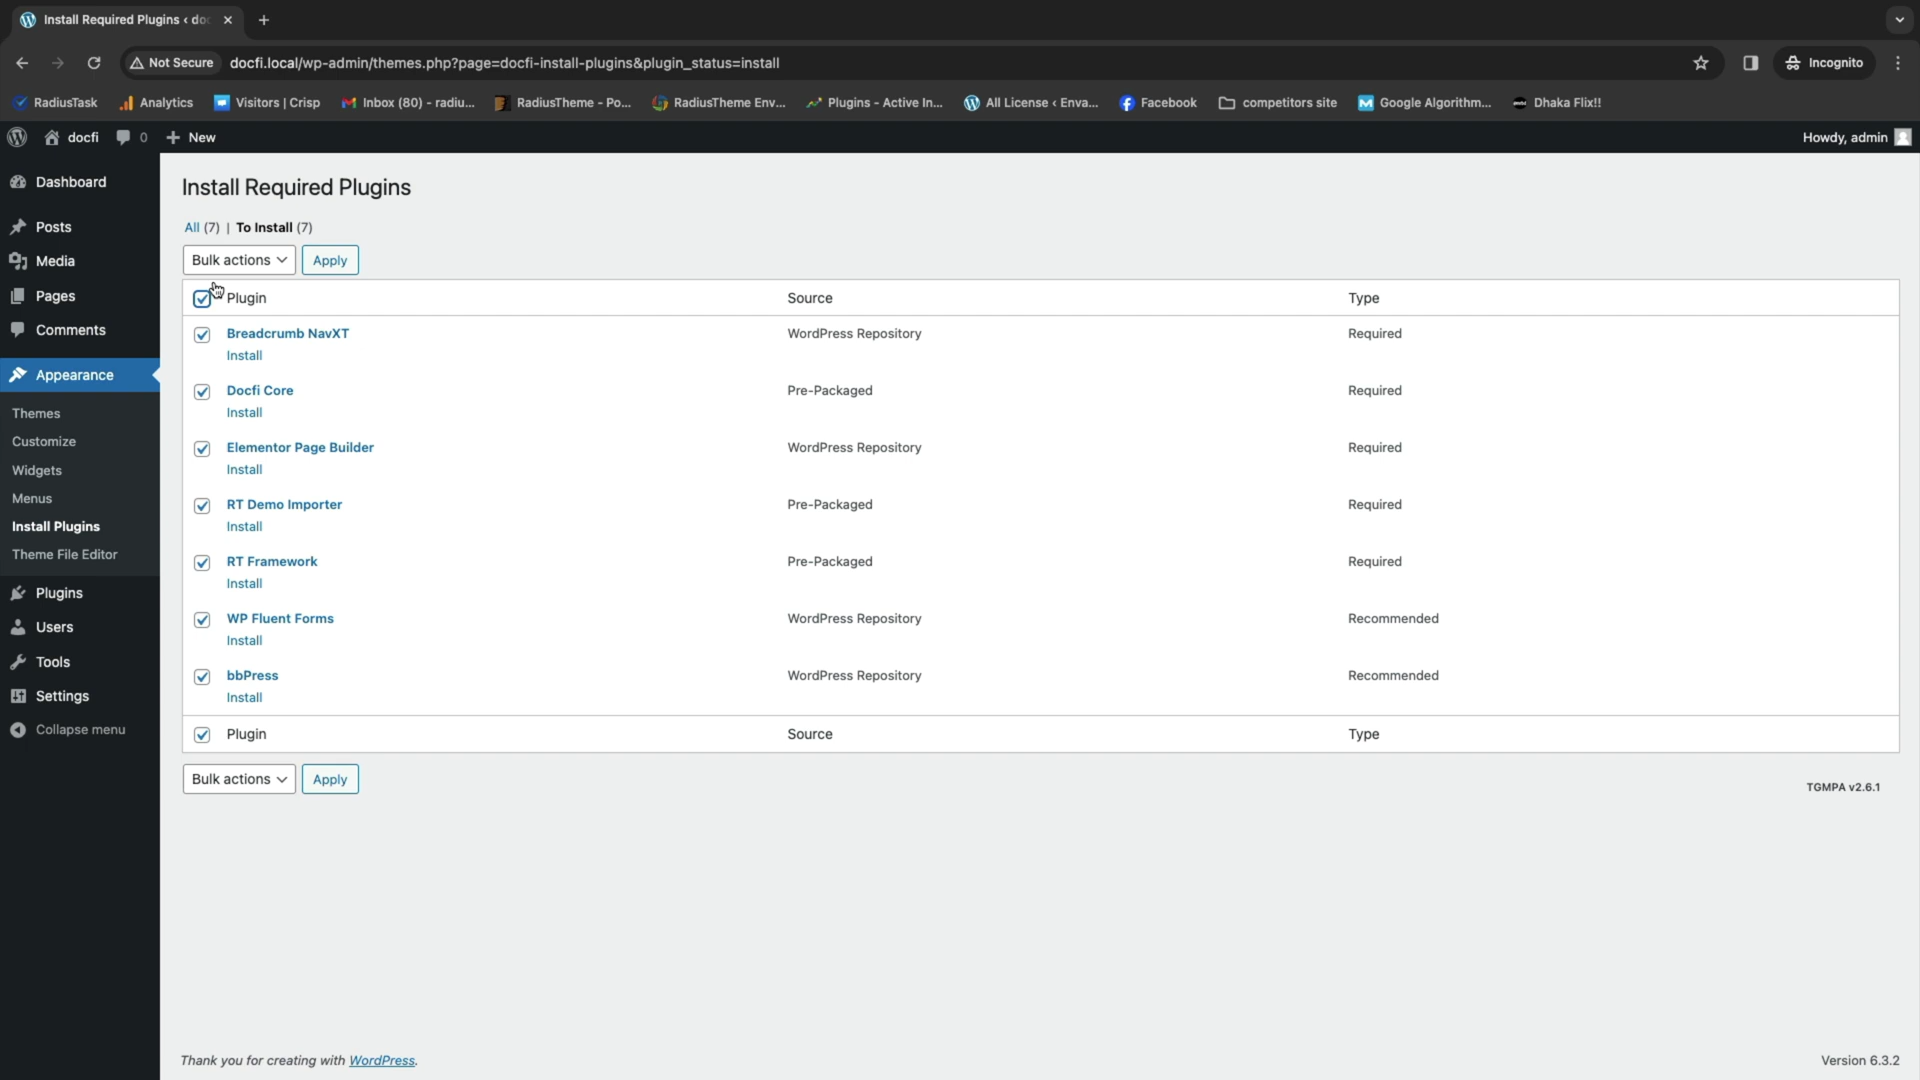 Install Required Plugins ‹ doc
Not Secure docfi.local/wp-admin/themes.php?page=docfi-install-plugins&plugin_status=install Incognito
RadiusTask Analytics Visitors | Crisp Inbox (80) - radiu... RadiusTheme - Po... RadiusTheme Env... Plugins - Active In... All License ‹ Enva... Facebook competitors site Google Algorithm... Dhaka Flix!!
docfi 0 New Howdy, admin
Dashboard
Posts
Media
Pages
Comments
Appearance
Themes
Customize
Widgets
Menus
Install Plugins
Theme File Editor
Plugins
Users
Tools
Settings
Collapse menu
Install Required Plugins
All (7) | To Install (7)
Bulk actions Apply
Plugin Source Type
Breadcrumb NavXT WordPress Repository Required
Install
Docfi Core Pre-Packaged Required
Install
Elementor Page Builder WordPress Repository Required
Install
RT Demo Importer Pre-Packaged Required
Install
RT Framework Pre-Packaged Required
Install
WP Fluent Forms WordPress Repository Recommended
Install
bbPress WordPress Repository Recommended
Install
Plugin Source Type
Bulk actions Apply
TGMPA v2.6.1
Thank you for creating with WordPress. Version 6.3.2